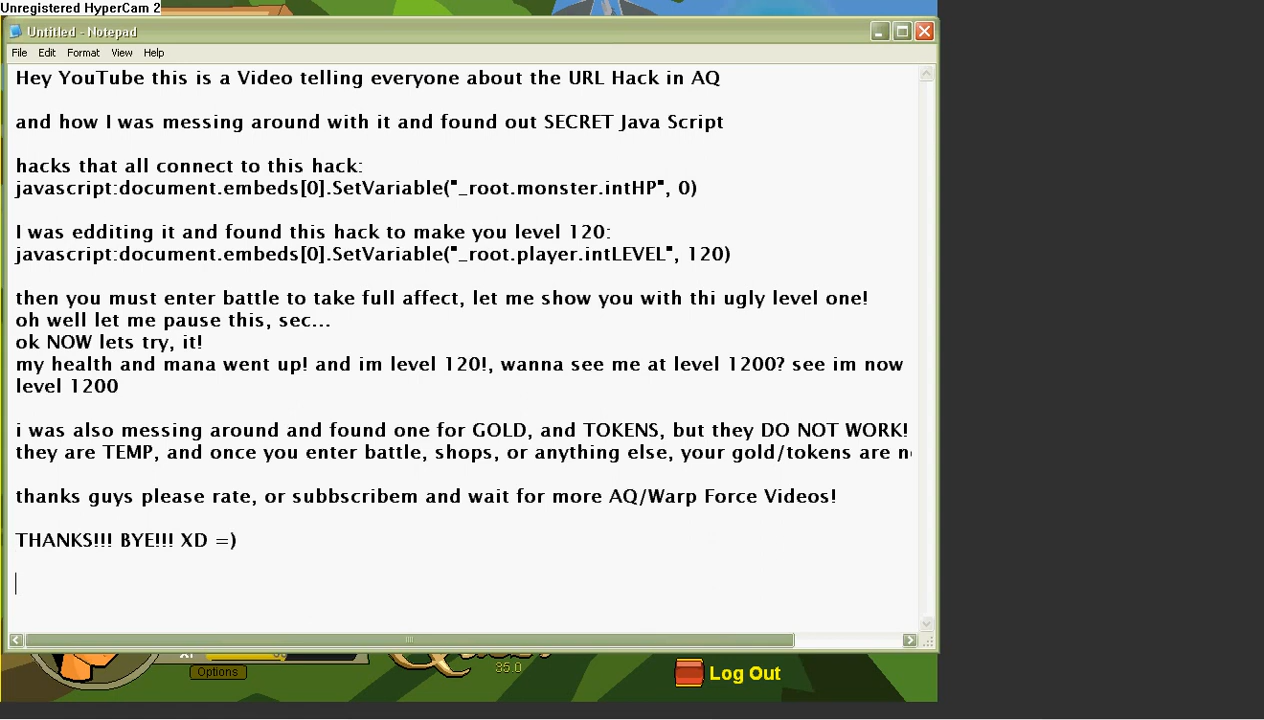 Unregistered HyperCam 2
Untitled - Notepad
File Edit Format View Help
Hey YouTube this is a Video telling everyone about the URL Hack in AQ
and how I was messing around with it and found out SECRET Java Script
hacks that all connect to this hack:
javascript:document.embeds[0].SetVariable("_root.monster.intHP", 0)
I was edditing it and found this hack to make you level 120:
javascript:document.embeds[0].SetVariable("_root.player.intLEVEL", 120)
then you must enter battle to take full affect, let me show you with thi ugly level one!
oh well let me pause this, sec...
ok NOW lets try, it!
my health and mana went up! and im level 120!, wanna see me at level 1200? see im now
level 1200
i was also messing around and found one for GOLD, and TOKENS, but they DO NOT WORK!
they are TEMP, and once you enter battle, shops, or anything else, your gold/tokens are
thanks guys please rate, or subbscribem and wait for more AQ/Warp Force Videos!
THANKS!!! BYE!!! XD =)
Options
35.0
Log Out